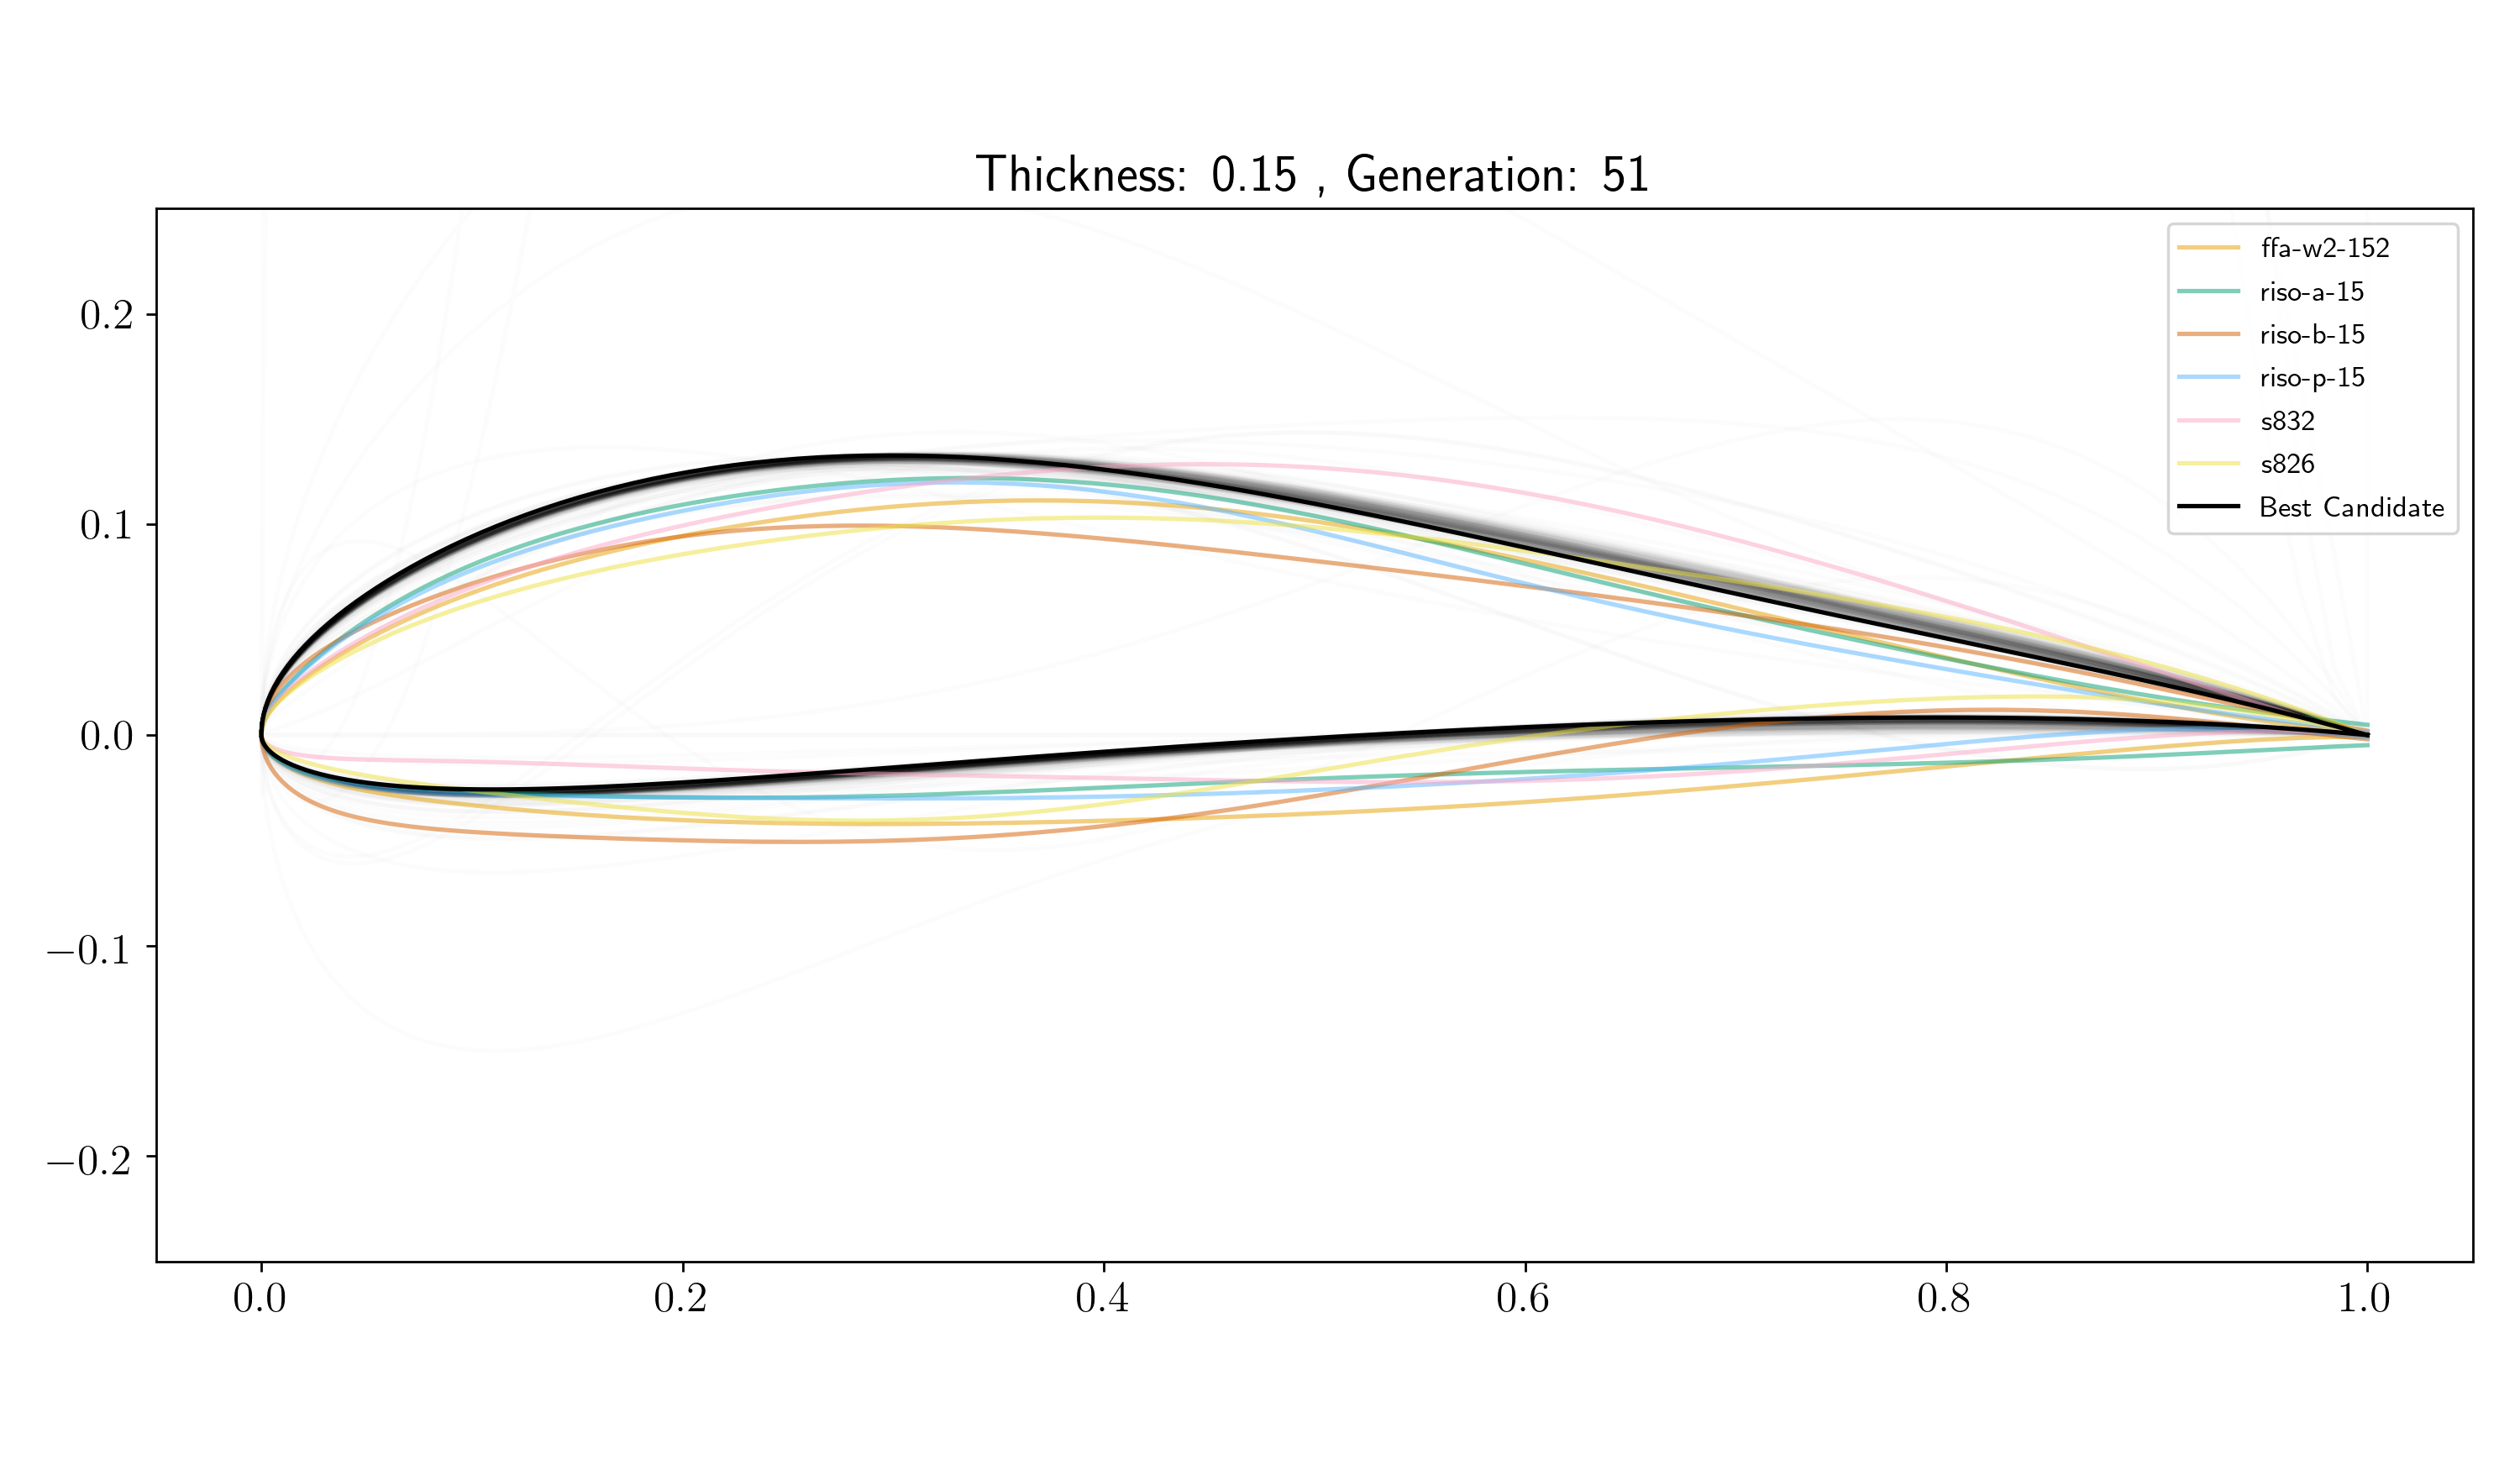 Thickness: 0.15 , Generation: 51
ffa-w2-152
riso-a-15
riso-b-15
riso-p-15
s832
s826
Best Candidate
0.2
0.1
0.0
−0.1
−0.2
0.0 0.2 0.4 0.6 0.8 1.0